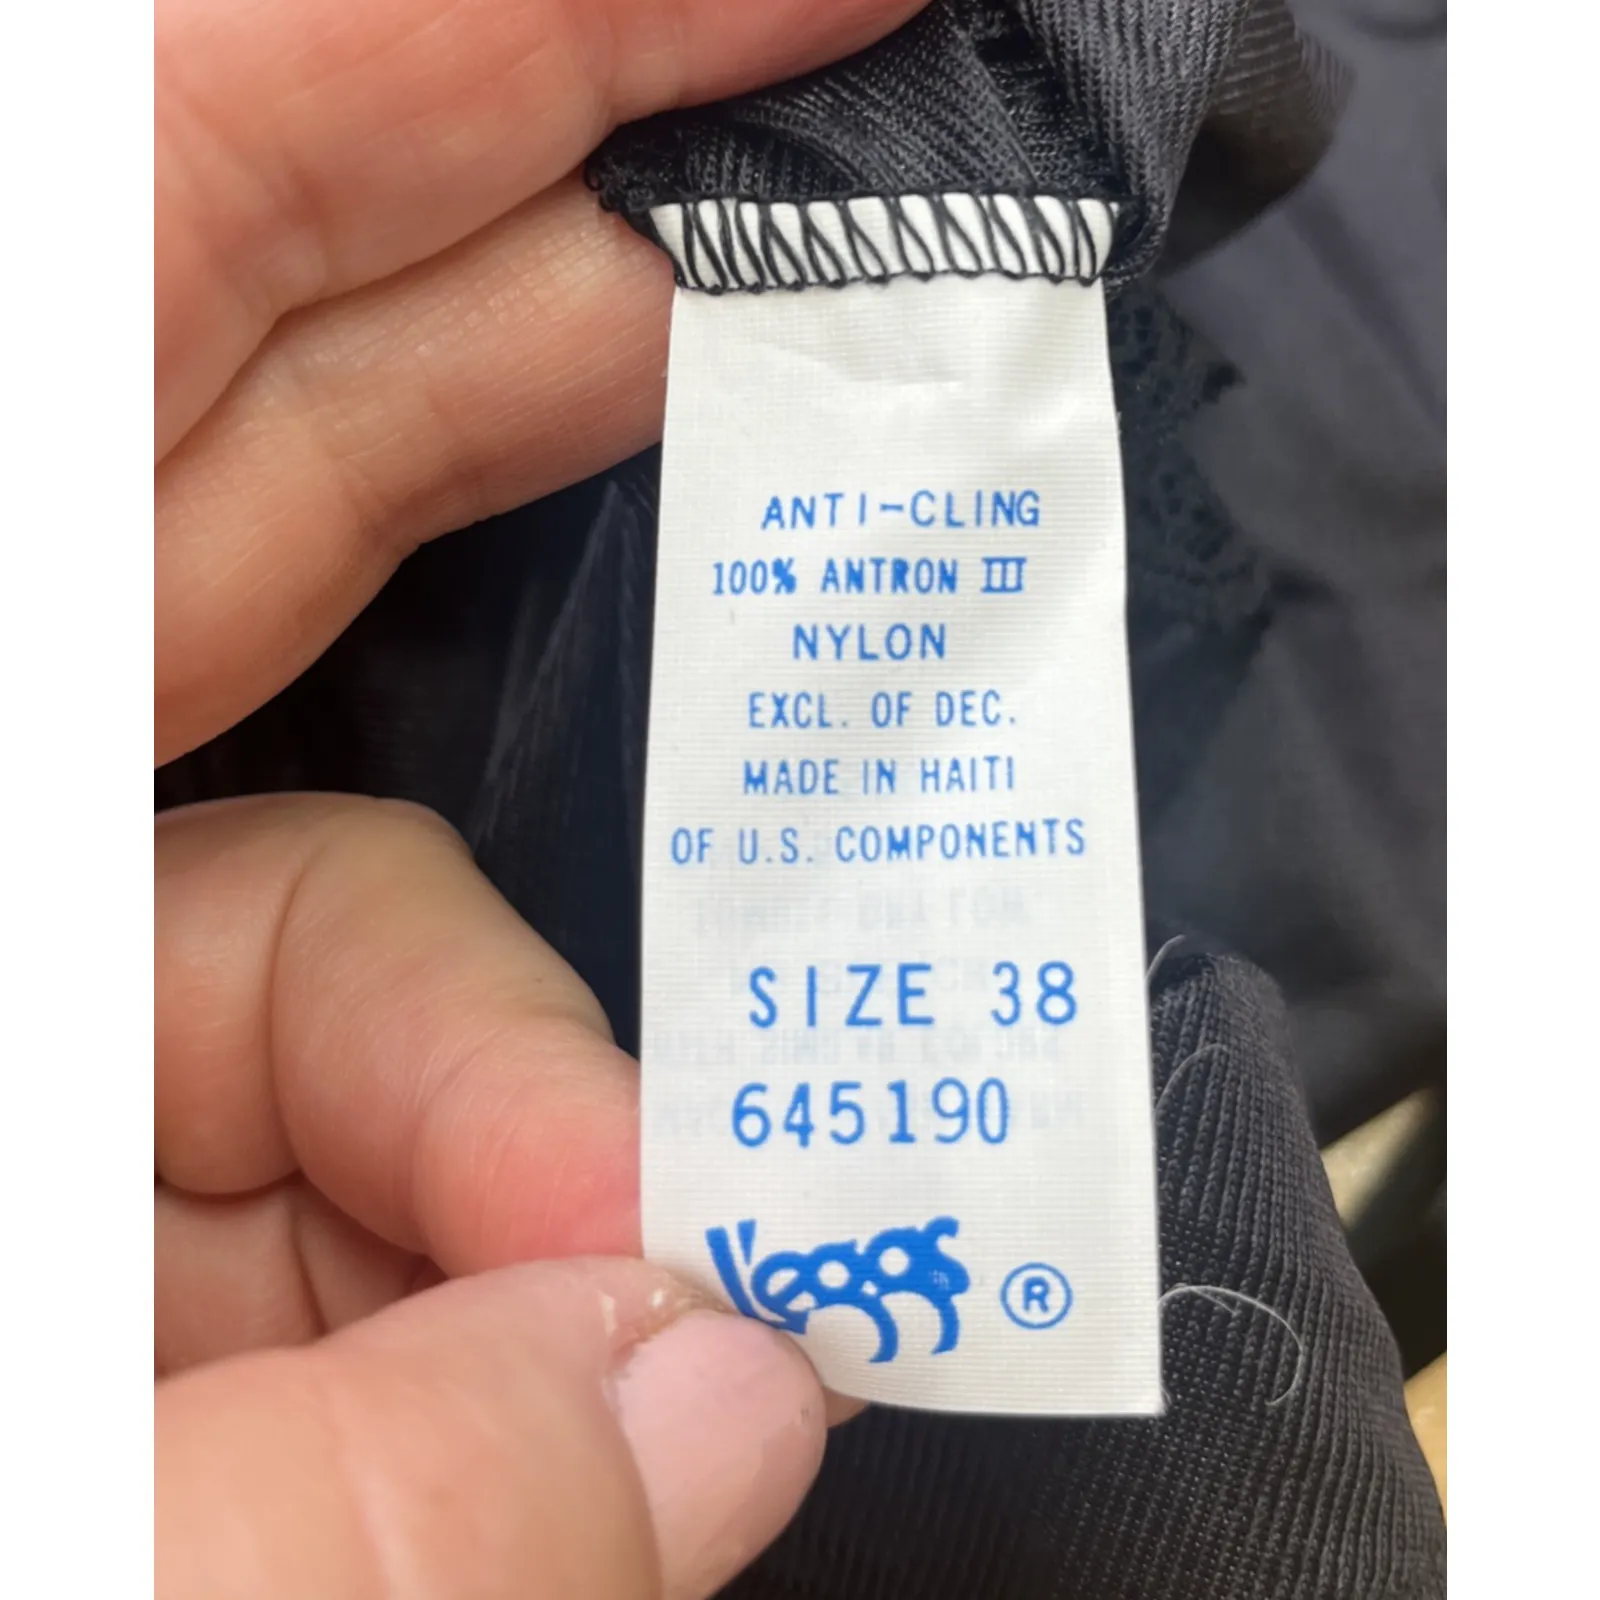 ANTI-CLING
100% ANTRON III
NYLON
EXCL. OF DEC.
MADE IN HAITI
OF U.S. COMPONENTS
SIZE 38
645190
l'eggs ®